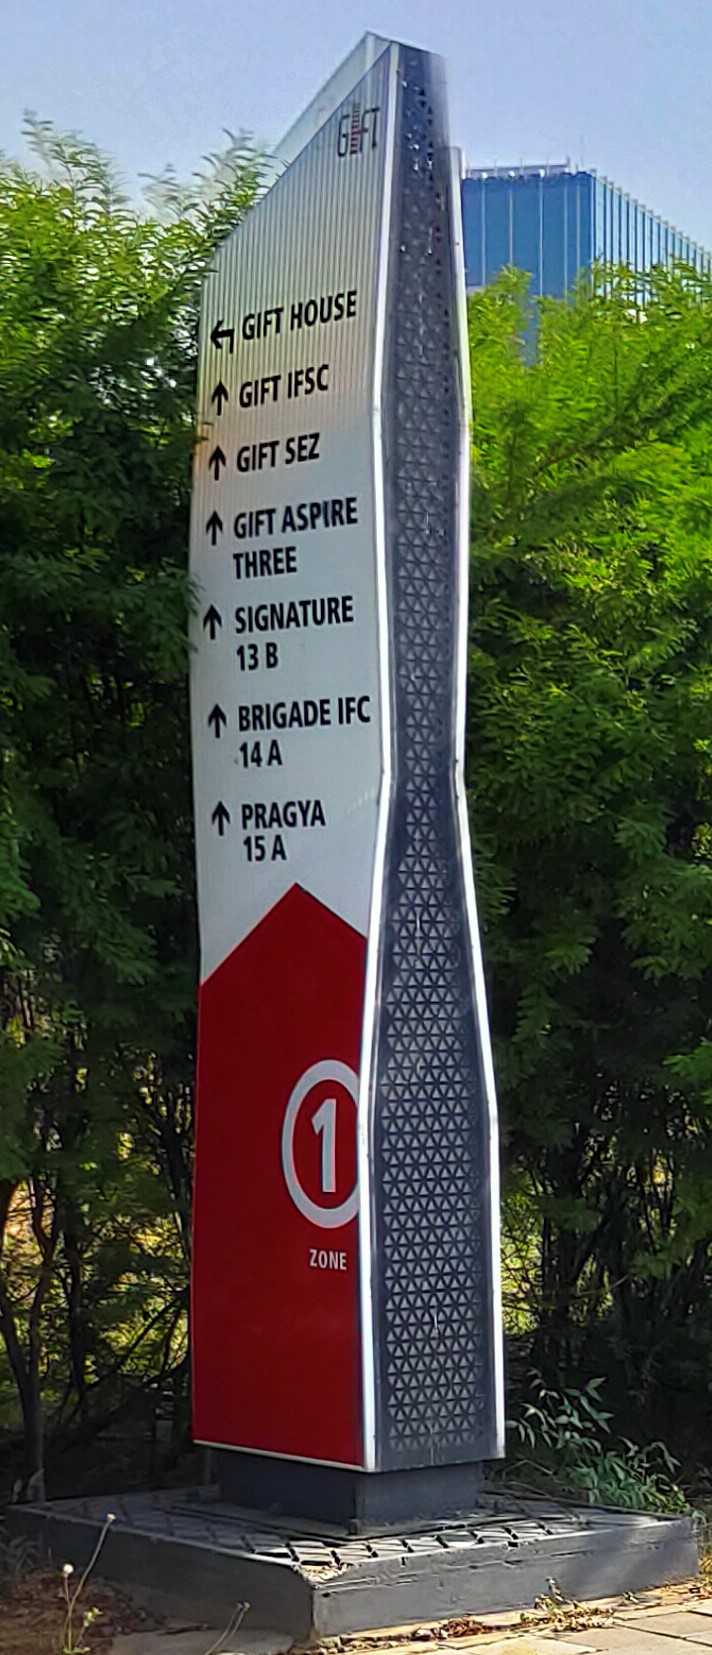 GIFT
GIFT HOUSE
GIFT IFSC
GIFT SEZ
GIFT ASPIRE
THREE
SIGNATURE
13 B
BRIGADE IFC
14 A
PRAGYA
15 A
1
ZONE